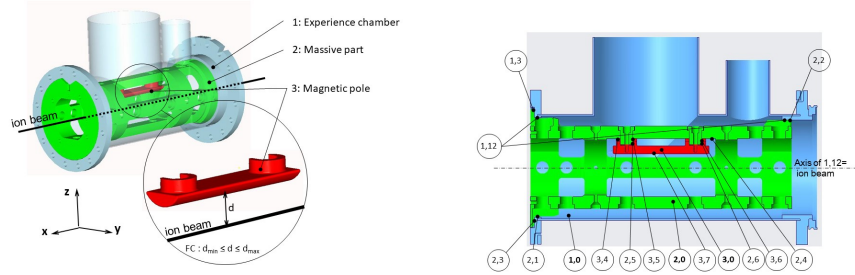 1: Experience chamber
2: Massive part
3: Magnetic pole
ion beam
d
ion beam
FC : dmin ≤ d ≤ dmax
z
x
y
1,3
2,2
1,12
Axis of 1,12=
ion beam
2,3
2,1
1,0
3,4
2,5
3,5
2,0
3,7
3,0
2,6
3,6
2,4